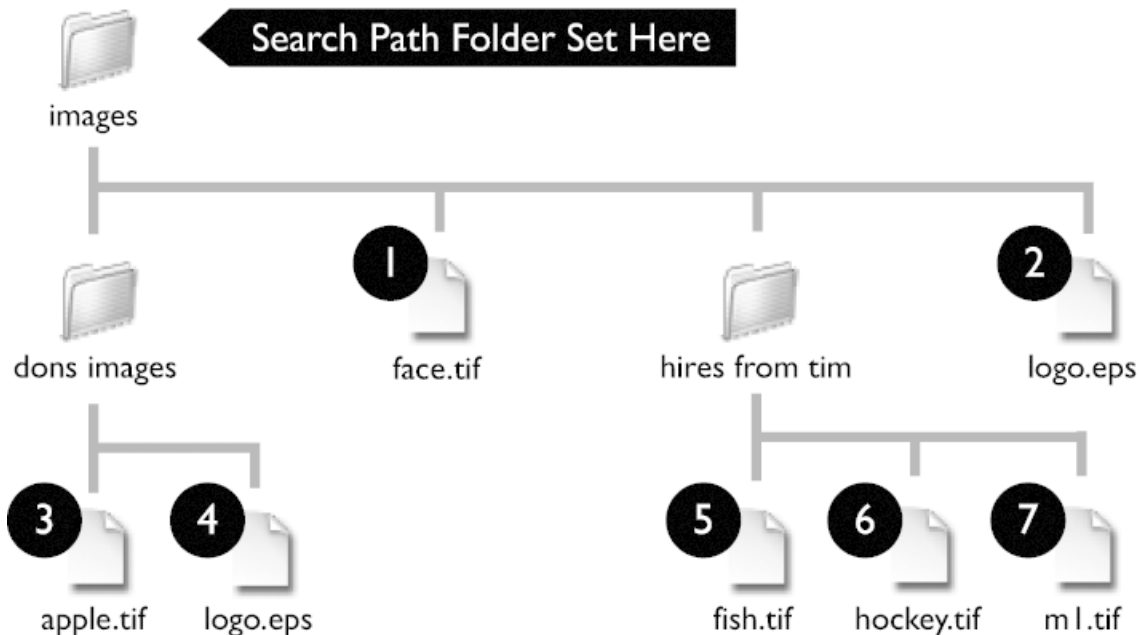 Search Path Folder Set Here
images
1
2
dons images
face.tif
hires from tim
logo.eps
3
4
5
6
7
apple.tif
logo.eps
fish.tif
hockey.tif
m1.tif